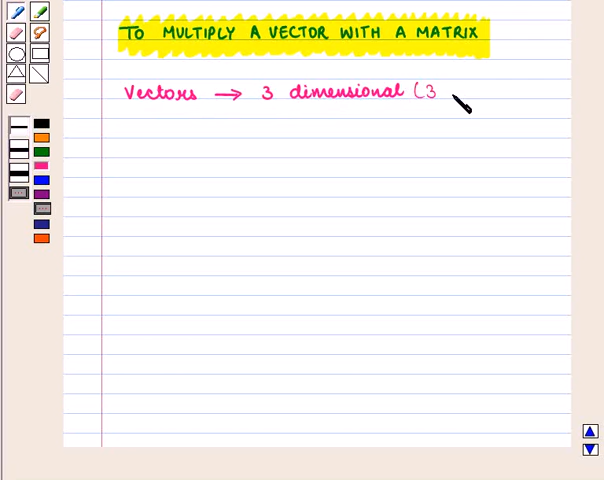 TO MULTIPLY A VECTOR WITH A MATRIX
Vectors → 3 dimensional (3